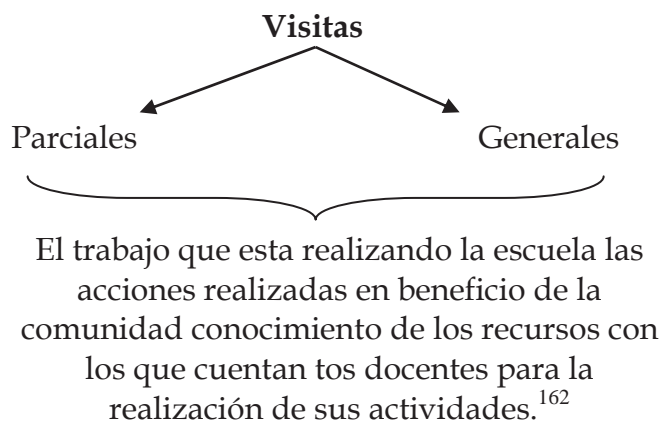 Visitas
Parciales
Generales
El trabajo que esta realizando la escuela las
acciones realizadas en beneficio de la
comunidad conocimiento de los recursos con
los que cuentan tos docentes para la
realización de sus actividades.162